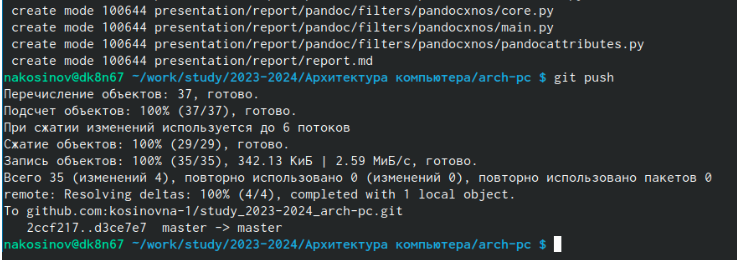 create mode 100644 presentation/report/pandoc/filters/pandocxnos/core.py
create mode 100644 presentation/report/pandoc/filters/pandocxnos/main.py
create mode 100644 presentation/report/pandoc/filters/pandocxnos/pandocattributes.py
create mode 100644 presentation/report/report.md
nakosinov@dk8n67 ~/work/study/2023-2024/Архитектура компьютера/arch-pc $ git push
Перечисление объектов: 37, готово.
Подсчет объектов: 100% (37/37), готово.
При сжатии изменений используется до 6 потоков
Сжатие объектов: 100% (29/29), готово.
Запись объектов: 100% (35/35), 342.13 КиБ | 2.59 МиБ/с, готово.
Всего 35 (изменений 4), повторно использовано 0 (изменений 0), повторно использовано пакетов 0
remote: Resolving deltas: 100% (4/4), completed with 1 local object.
To github.com:kosinovna-1/study_2023-2024_arch-pc.git
2ccf217..d3ce7e7 master -> master
nakosinov@dk8n67 ~/work/study/2023-2024/Архитектура компьютера/arch-pc $